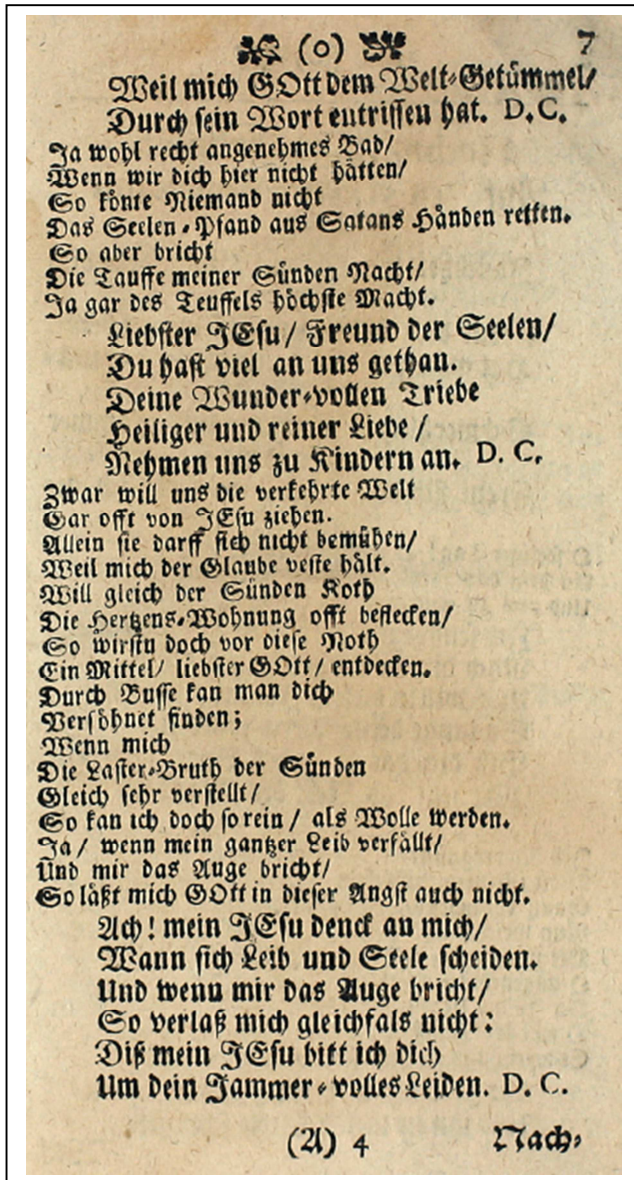 (o) 7
Weil mich GOtt dem Welt-Getümmel/
Durch sein Wort entrissen hat. D. C.
Ja wohl recht angenehmes Bad/
Wenn wir dich hier nicht hätten/
So könte Niemand nicht
Das Seelen-Pfand aus Satans Händen retten.
So aber bricht
Die Tauffe meiner Sünden Nacht/
Ja gar des Teuffels höchste Macht.
Liebster JEsu/ Freund der Seelen/
Du hast viel an uns gethan.
Deine Wunder-vollen Triebe
Heiliger und reiner Liebe/
Nehmen uns zu Kindern an. D. C.
Zwar will uns die verkehrte Welt
Gar offt von JEsu ziehen.
Allein sie darff sich nicht bemühen/
Weil mich der Glaube veste hält.
Will gleich der Sünden Koth
Die Hertzens-Wohnung offt beflecken/
So wirstu doch vor diese Noth
Ein Mittel/ liebster GOtt/ entdecken.
Durch Busse kan man dich
Versöhnet finden;
Wenn mich
Die Laster-Bruth der Sünden
Gleich sehr verstellt/
So kan ich doch so rein/ als Wolle werden.
Ja/ wenn mein gantzer Leib verfällt/
Und mir das Auge bricht/
So läßt mich GOtt in dieser Angst auch nicht.
Ach! mein JEsu denck an mich/
Wann sich Leib und Seele scheiden.
Und wenn mir das Auge bricht/
So verlaß mich gleichfals nicht:
Diß mein JEsu bitt ich dich
Um dein Jammer-volles Leiden. D. C.
(A) 4 Nach-